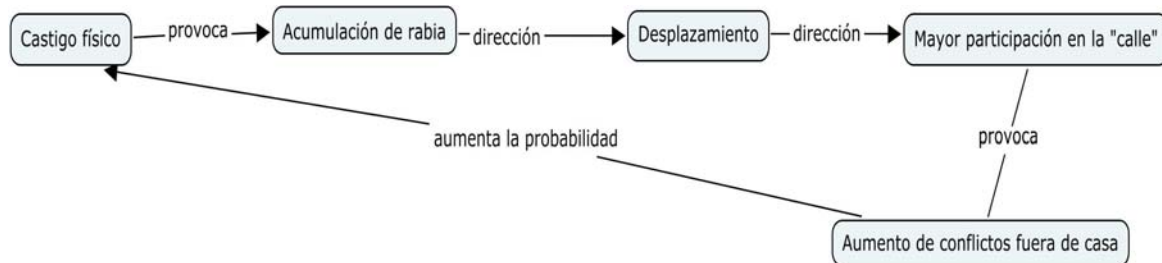 Castigo físico
provoca
Acumulación de rabia
dirección
Desplazamiento
dirección
Mayor participación en la "calle"
provoca
aumenta la probabilidad
Aumento de conflictos fuera de casa